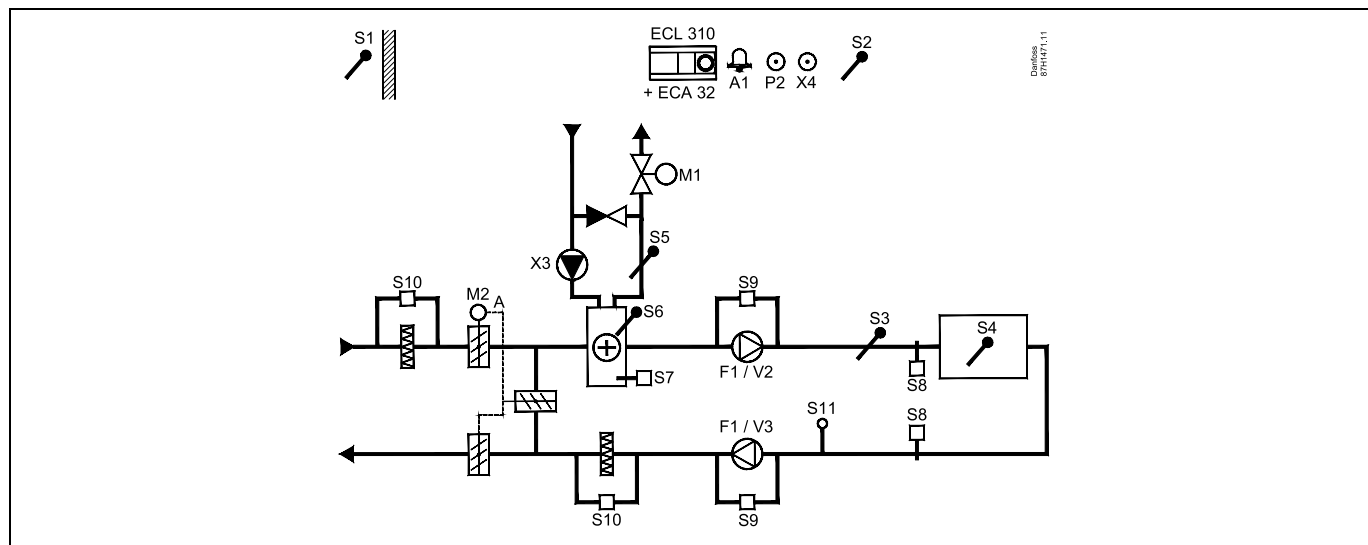 S1
ECL 310
S2
A1
P2
X4
+ ECA 32
Danfoss
87H1471.11
M1
S5
X3
S10
M2
A
S6
S9
S3
S4
F1 / V2
S7
S8
F1 / V3
S11
S8
S10
S9